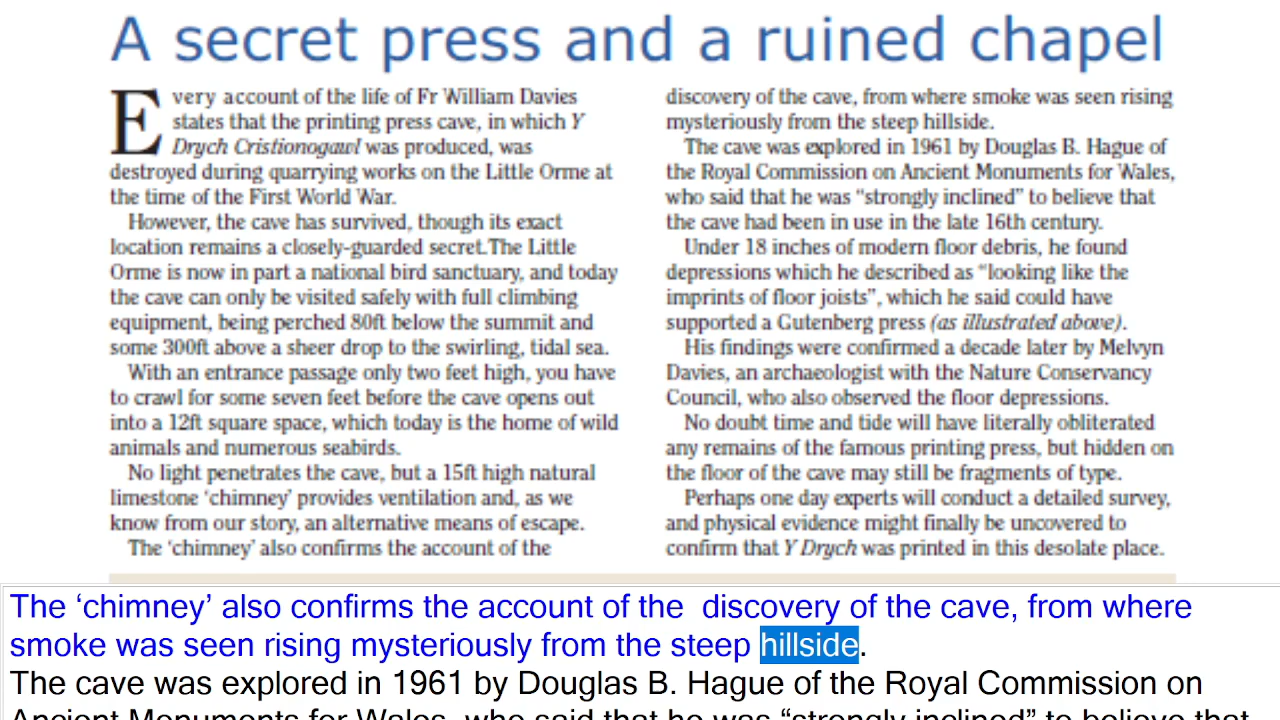 A secret press and a ruined chapel
Every account of the life of Fr William Davies
states that the printing press cave, in which Y
Drych Cristionogawl was produced, was
destroyed during quarrying works on the Little Orme at
the time of the First World War.
However, the cave has survived, though its exact
location remains a closely-guarded secret.The Little
Orme is now in part a national bird sanctuary, and today
the cave can only be visited safely with full climbing
equipment, being perched 80ft below the summit and
some 300ft above a sheer drop to the swirling, tidal sea.
With an entrance passage only two feet high, you have
to crawl for some seven feet before the cave opens out
into a 12ft square space, which today is the home of wild
animals and numerous seabirds.
No light penetrates the cave, but a 15ft high natural
limestone ‘chimney’ provides ventilation and, as we
know from our story, an alternative means of escape.
The ‘chimney’ also confirms the account of the
discovery of the cave, from where smoke was seen rising
mysteriously from the steep hillside.
The cave was explored in 1961 by Douglas B. Hague of
the Royal Commission on Ancient Monuments for Wales,
who said that he was “strongly inclined” to believe that
the cave had been in use in the late 16th century.
Under 18 inches of modern floor debris, he found
depressions which he described as “looking like the
imprints of floor joists”, which he said could have
supported a Gutenberg press (as illustrated above).
His findings were confirmed a decade later by Melvyn
Davies, an archaeologist with the Nature Conservancy
Council, who also observed the floor depressions.
No doubt time and tide will have literally obliterated
any remains of the famous printing press, but hidden on
the floor of the cave may still be fragments of type.
Perhaps one day experts will conduct a detailed survey,
and physical evidence might finally be uncovered to
confirm that Y Drych was printed in this desolate place.
The ‘chimney’ also confirms the account of the  discovery of the cave, from where
smoke was seen rising mysteriously from the steep hillside.
The cave was explored in 1961 by Douglas B. Hague of the Royal Commission on
Ancient Monuments for Wales, who said that he was “strongly inclined” to believe that